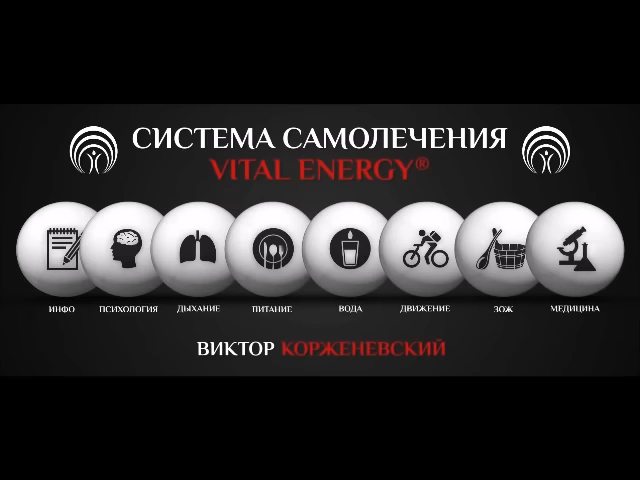 СИСТЕМА САМОЛЕЧЕНИЯ
VITAL ENERGY®
ИНФО ПСИХОЛОГИЯ ДЫХАНИЕ ПИТАНИЕ ВОДА ДВИЖЕНИЕ ЗОЖ МЕДИЦИНА
ВИКТОР КОРЖЕНЕВСКИЙ